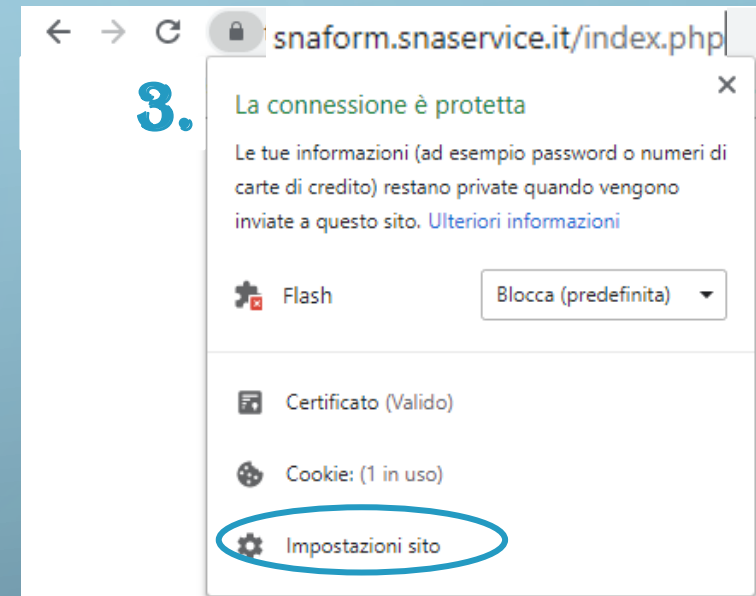 snaform.snaservice.it/index.php
3.
La connessione è protetta
Le tue informazioni (ad esempio password o numeri di
carte di credito) restano private quando vengono
inviate a questo sito. Ulteriori informazioni
Flash
Blocca (predefinita)
Certificato (Valido)
Cookie: (1 in uso)
Impostazioni sito